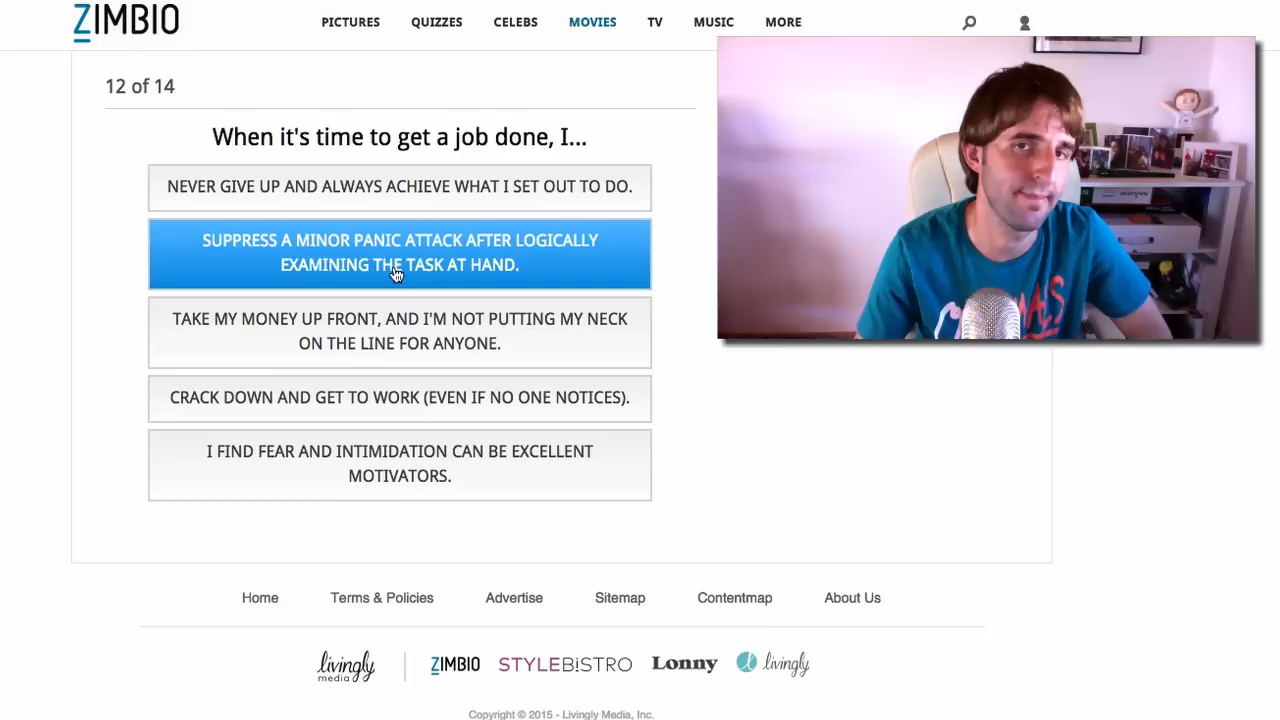 ZIMBIO
PICTURES QUIZZES CELEBS MOVIES TV MUSIC MORE
12 of 14
When it's time to get a job done, I...
NEVER GIVE UP AND ALWAYS ACHIEVE WHAT I SET OUT TO DO.
SUPPRESS A MINOR PANIC ATTACK AFTER LOGICALLY
EXAMINING THE TASK AT HAND.
TAKE MY MONEY UP FRONT, AND I'M NOT PUTTING MY NECK
ON THE LINE FOR ANYONE.
CRACK DOWN AND GET TO WORK (EVEN IF NO ONE NOTICES).
I FIND FEAR AND INTIMIDATION CAN BE EXCELLENT
MOTIVATORS.
Home Terms & Policies Advertise Sitemap Contentmap About Us
livingly media ZIMBIO STYLEBISTRO Lonny livingly
Copyright © 2015 - Livingly Media, Inc.